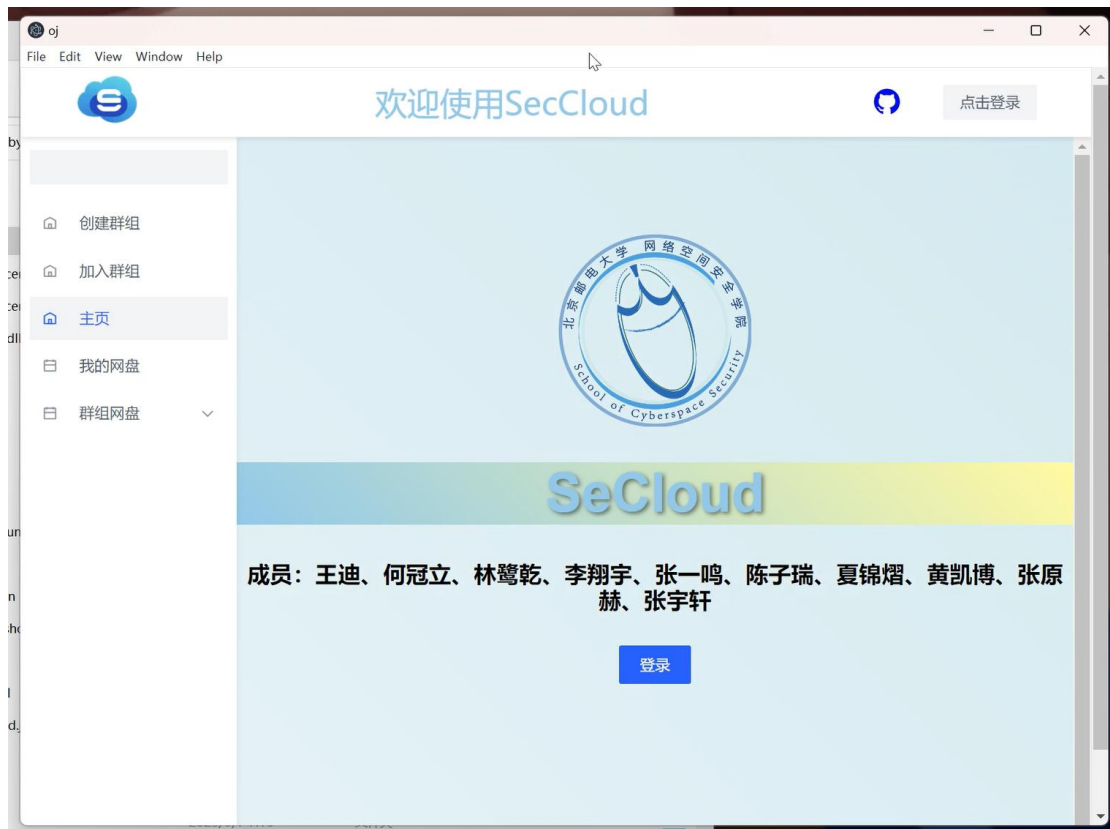 oj
File Edit View Window Help
欢迎使用SecCloud
点击登录
创建群组
加入群组
主页
我的网盘
群组网盘
北京邮电大学 网络空间安全学院
School of Cyberspace Security
SeCloud
成员：王迪、何冠立、林鹭乾、李翔宇、张一鸣、陈子瑞、夏锦熠、黄凯博、张原
赫、张宇轩
登录